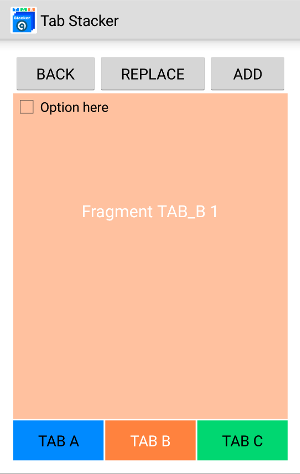 Tab Stacker
BACK REPLACE ADD
Option here
Fragment TAB_B 1
TAB A TAB B TAB C